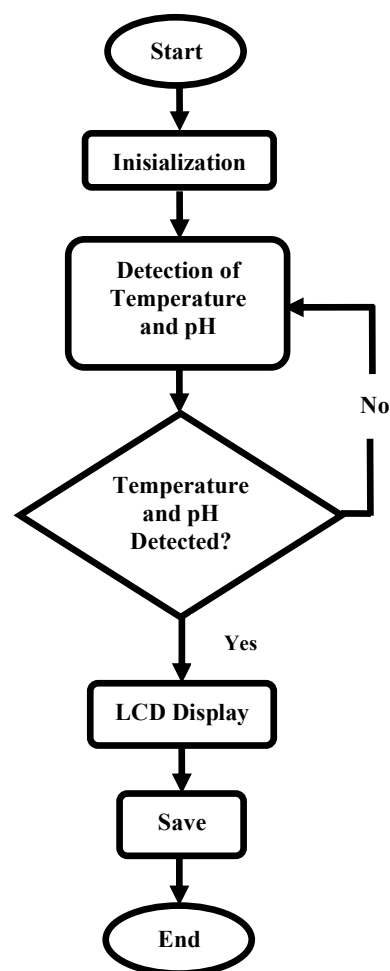 Start
Inisialization
Detection of
Temperature
and pH
No
Temperature
and pH
Detected?
Yes
LCD Display
Save
End